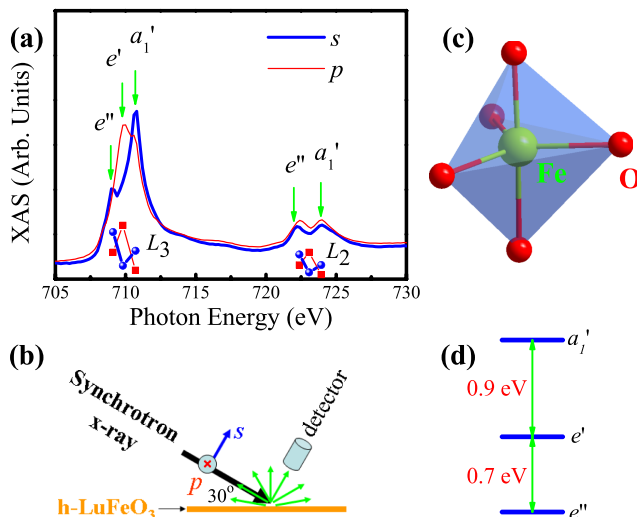 (a)
s
p
e"
e'
a₁'
e"
a₁'
L₃
L₂
XAS (Arb. Units)
705 710 715 720 725 730
Photon Energy (eV)
(b)
Synchrotron
x-ray
s
p
30°
detector
h-LuFeO₃
(c)
Fe
O
(d)
a₁'
0.9 eV
e'
0.7 eV
e"